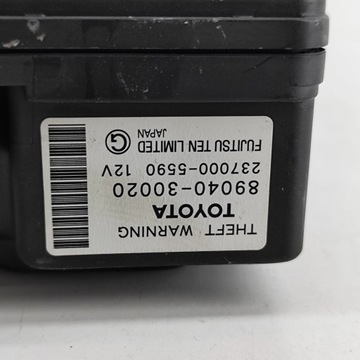 THEFT WARNING
TOYOTA
89040-30020
237000-5590 12V
FUJITSU TEN LIMITED
JAPAN
G